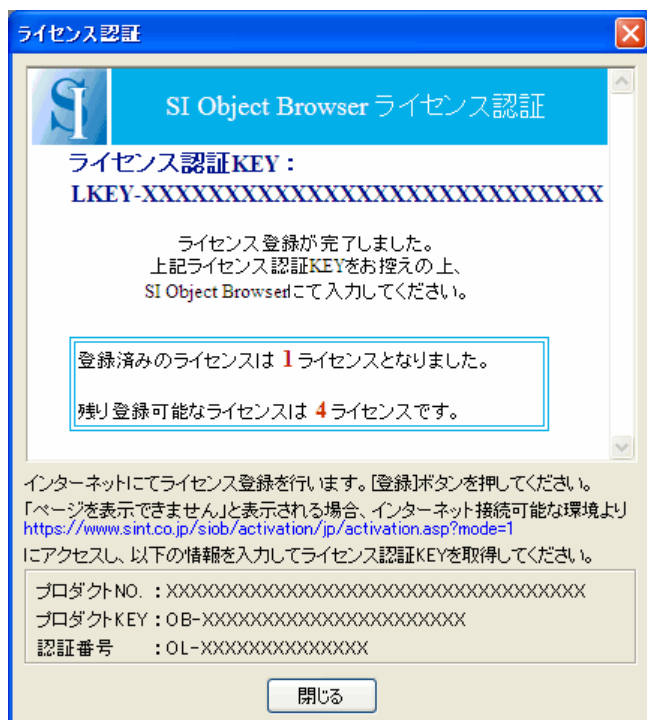 ライセンス認証
SI
SI Object Browser ライセンス認証
ライセンス認証KEY：
LKEY-XXXXXXXXXXXXXXXXXXXXXXXXXXXX
ライセンス登録が完了しました。
上記ライセンス認証KEYをお控えの上、
SI Object Browserにて入力してください。
登録済みのライセンスは 1 ライセンスとなりました。
残り登録可能なライセンスは 4 ライセンスです。
インターネットにてライセンス登録を行います。[登録]ボタンを押してください。
「ページを表示できません」と表示される場合、インターネット接続可能な環境より
https://www.sint.co.jp/siob/activation/jp/activation.asp?mode=1
にアクセスし、以下の情報を入力してライセンス認証KEYを取得してください。
プロダクトNO. ：XXXXXXXXXXXXXXXXXXXXXXXXXXXXXXXXXXX
プロダクトKEY：OB-XXXXXXXXXXXXXXXXXXXXXX
認証番号 ：OL-XXXXXXXXXXXXXX
閉じる